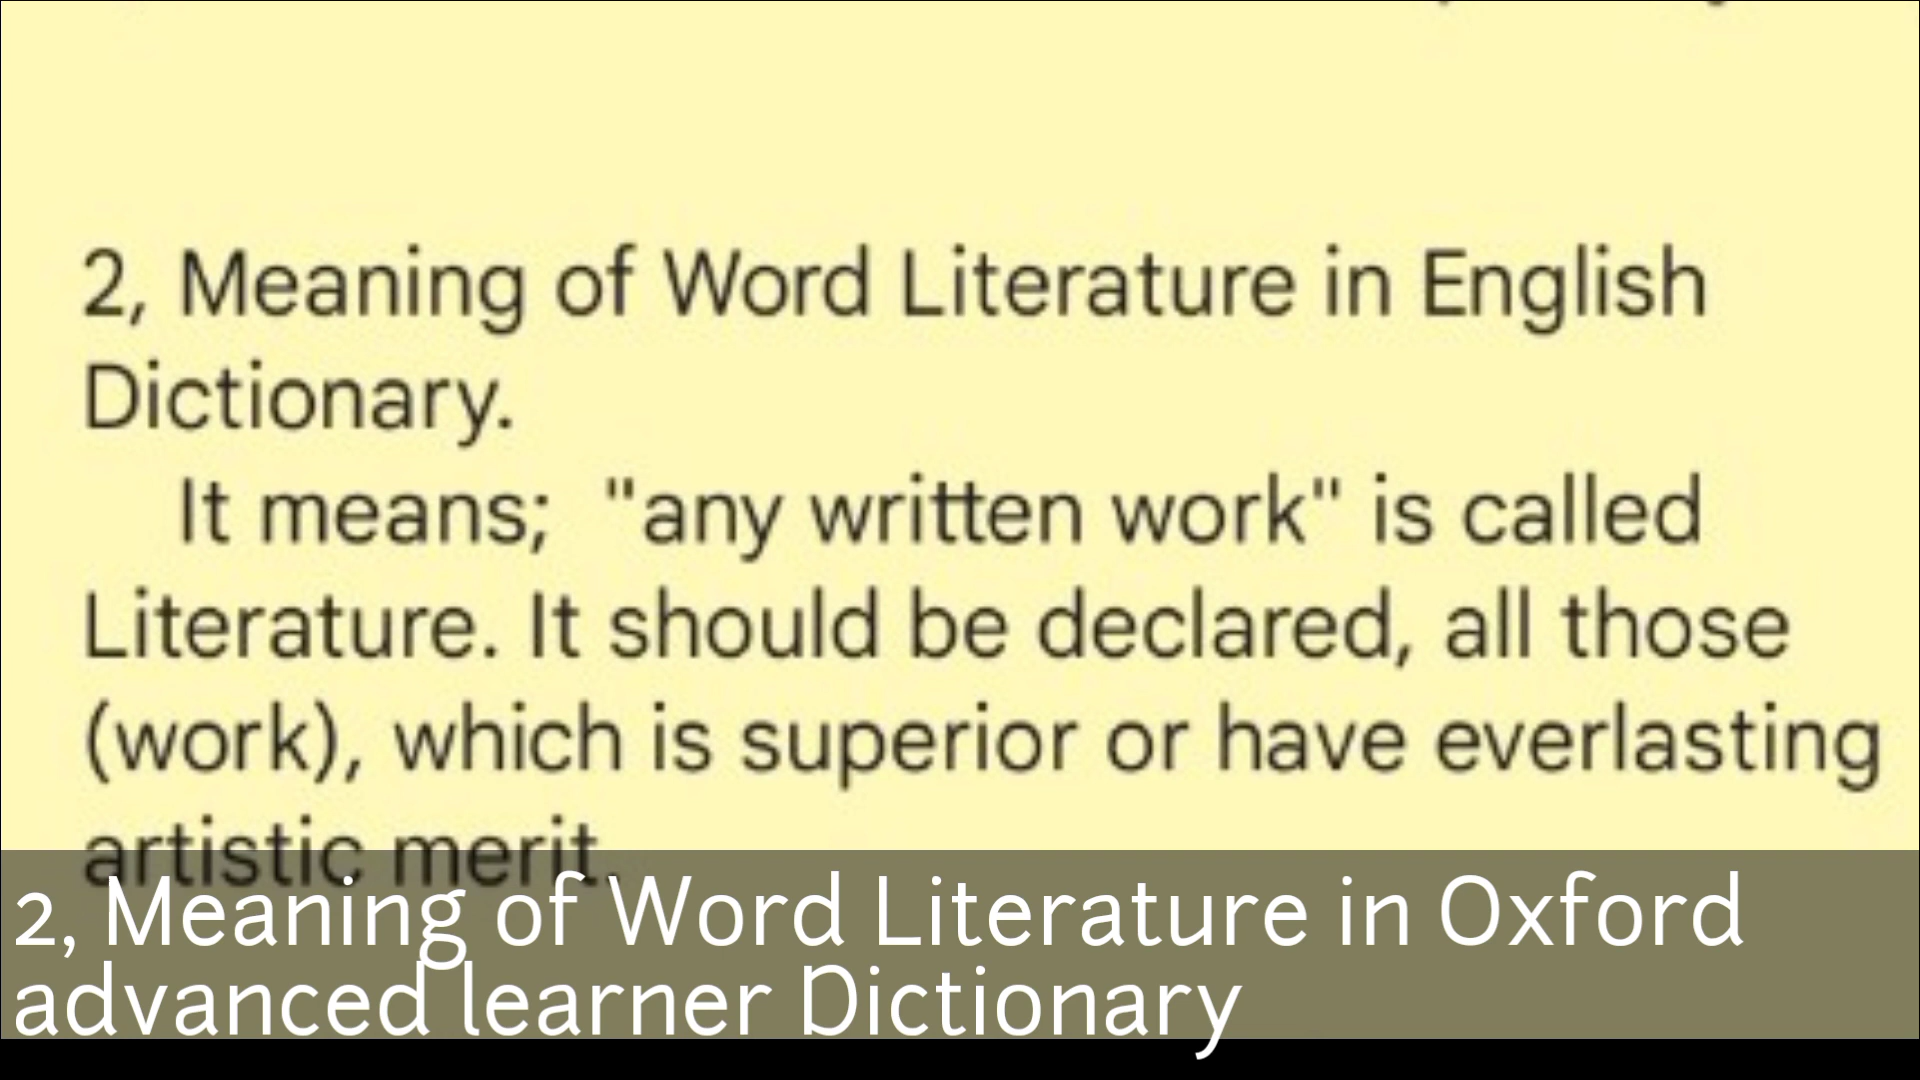 2, Meaning of Word Literature in English
Dictionary.
It means;  "any written work" is called
Literature. It should be declared, all those
(work), which is superior or have everlasting
artistic merit.
2, Meaning of Word Literature in Oxford
advanced learner Dictionary